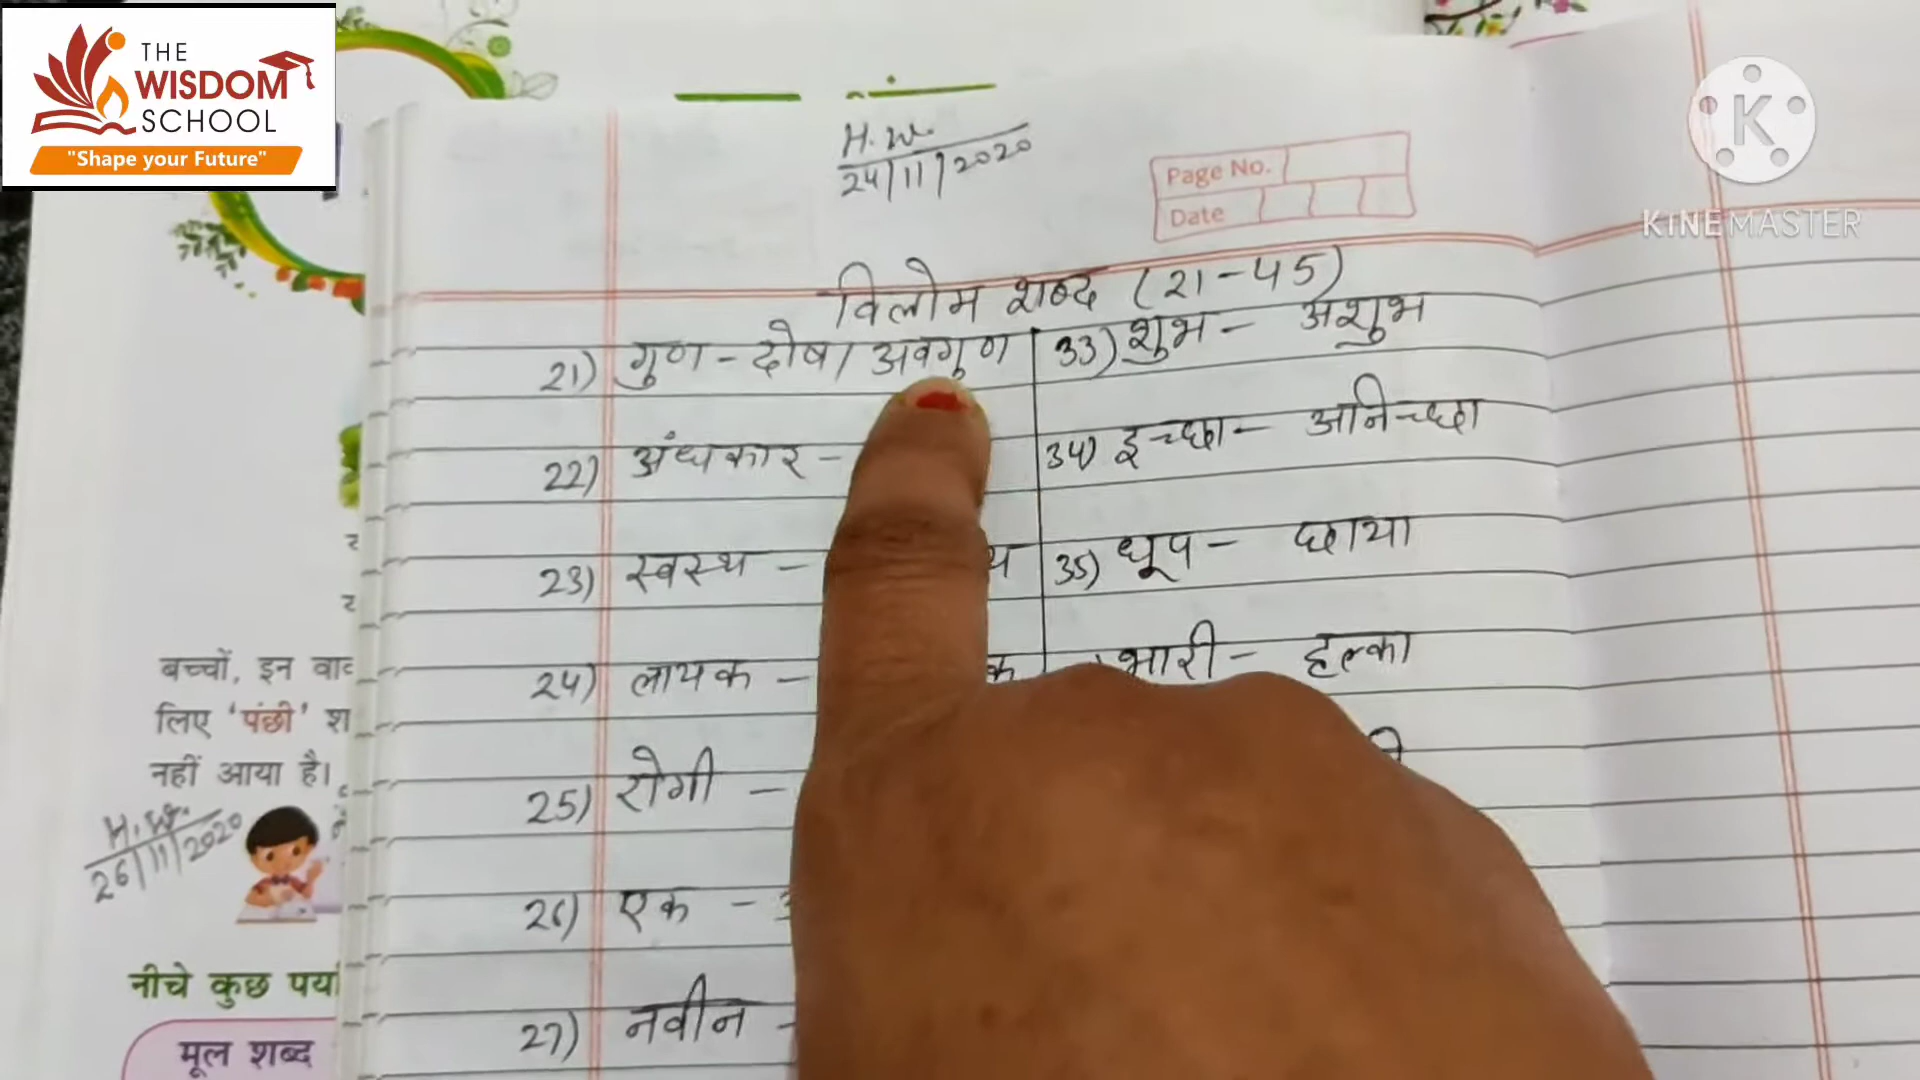 THE
WISDOM
SCHOOL
"Shape your Future"
K
KINEMASTER
H.W.
24/11/2020
Page No.
Date
विलोम शब्द (21-45)
21) गुण - दोष / अवगुण
22) अंधकार -
23) स्वस्थ -
24) लायक -
25) रोगी -
26) एक -
27) नवीन -
33) शुभ - अशुभ
34) इच्छा - अनिच्छा
35) धूप - छाया
भारी - हल्का
बच्चों, इन
लिए 'पंछी'
नहीं आया है।
H.W.
26/11/2020
नीचे कुछ
मूल शब्द